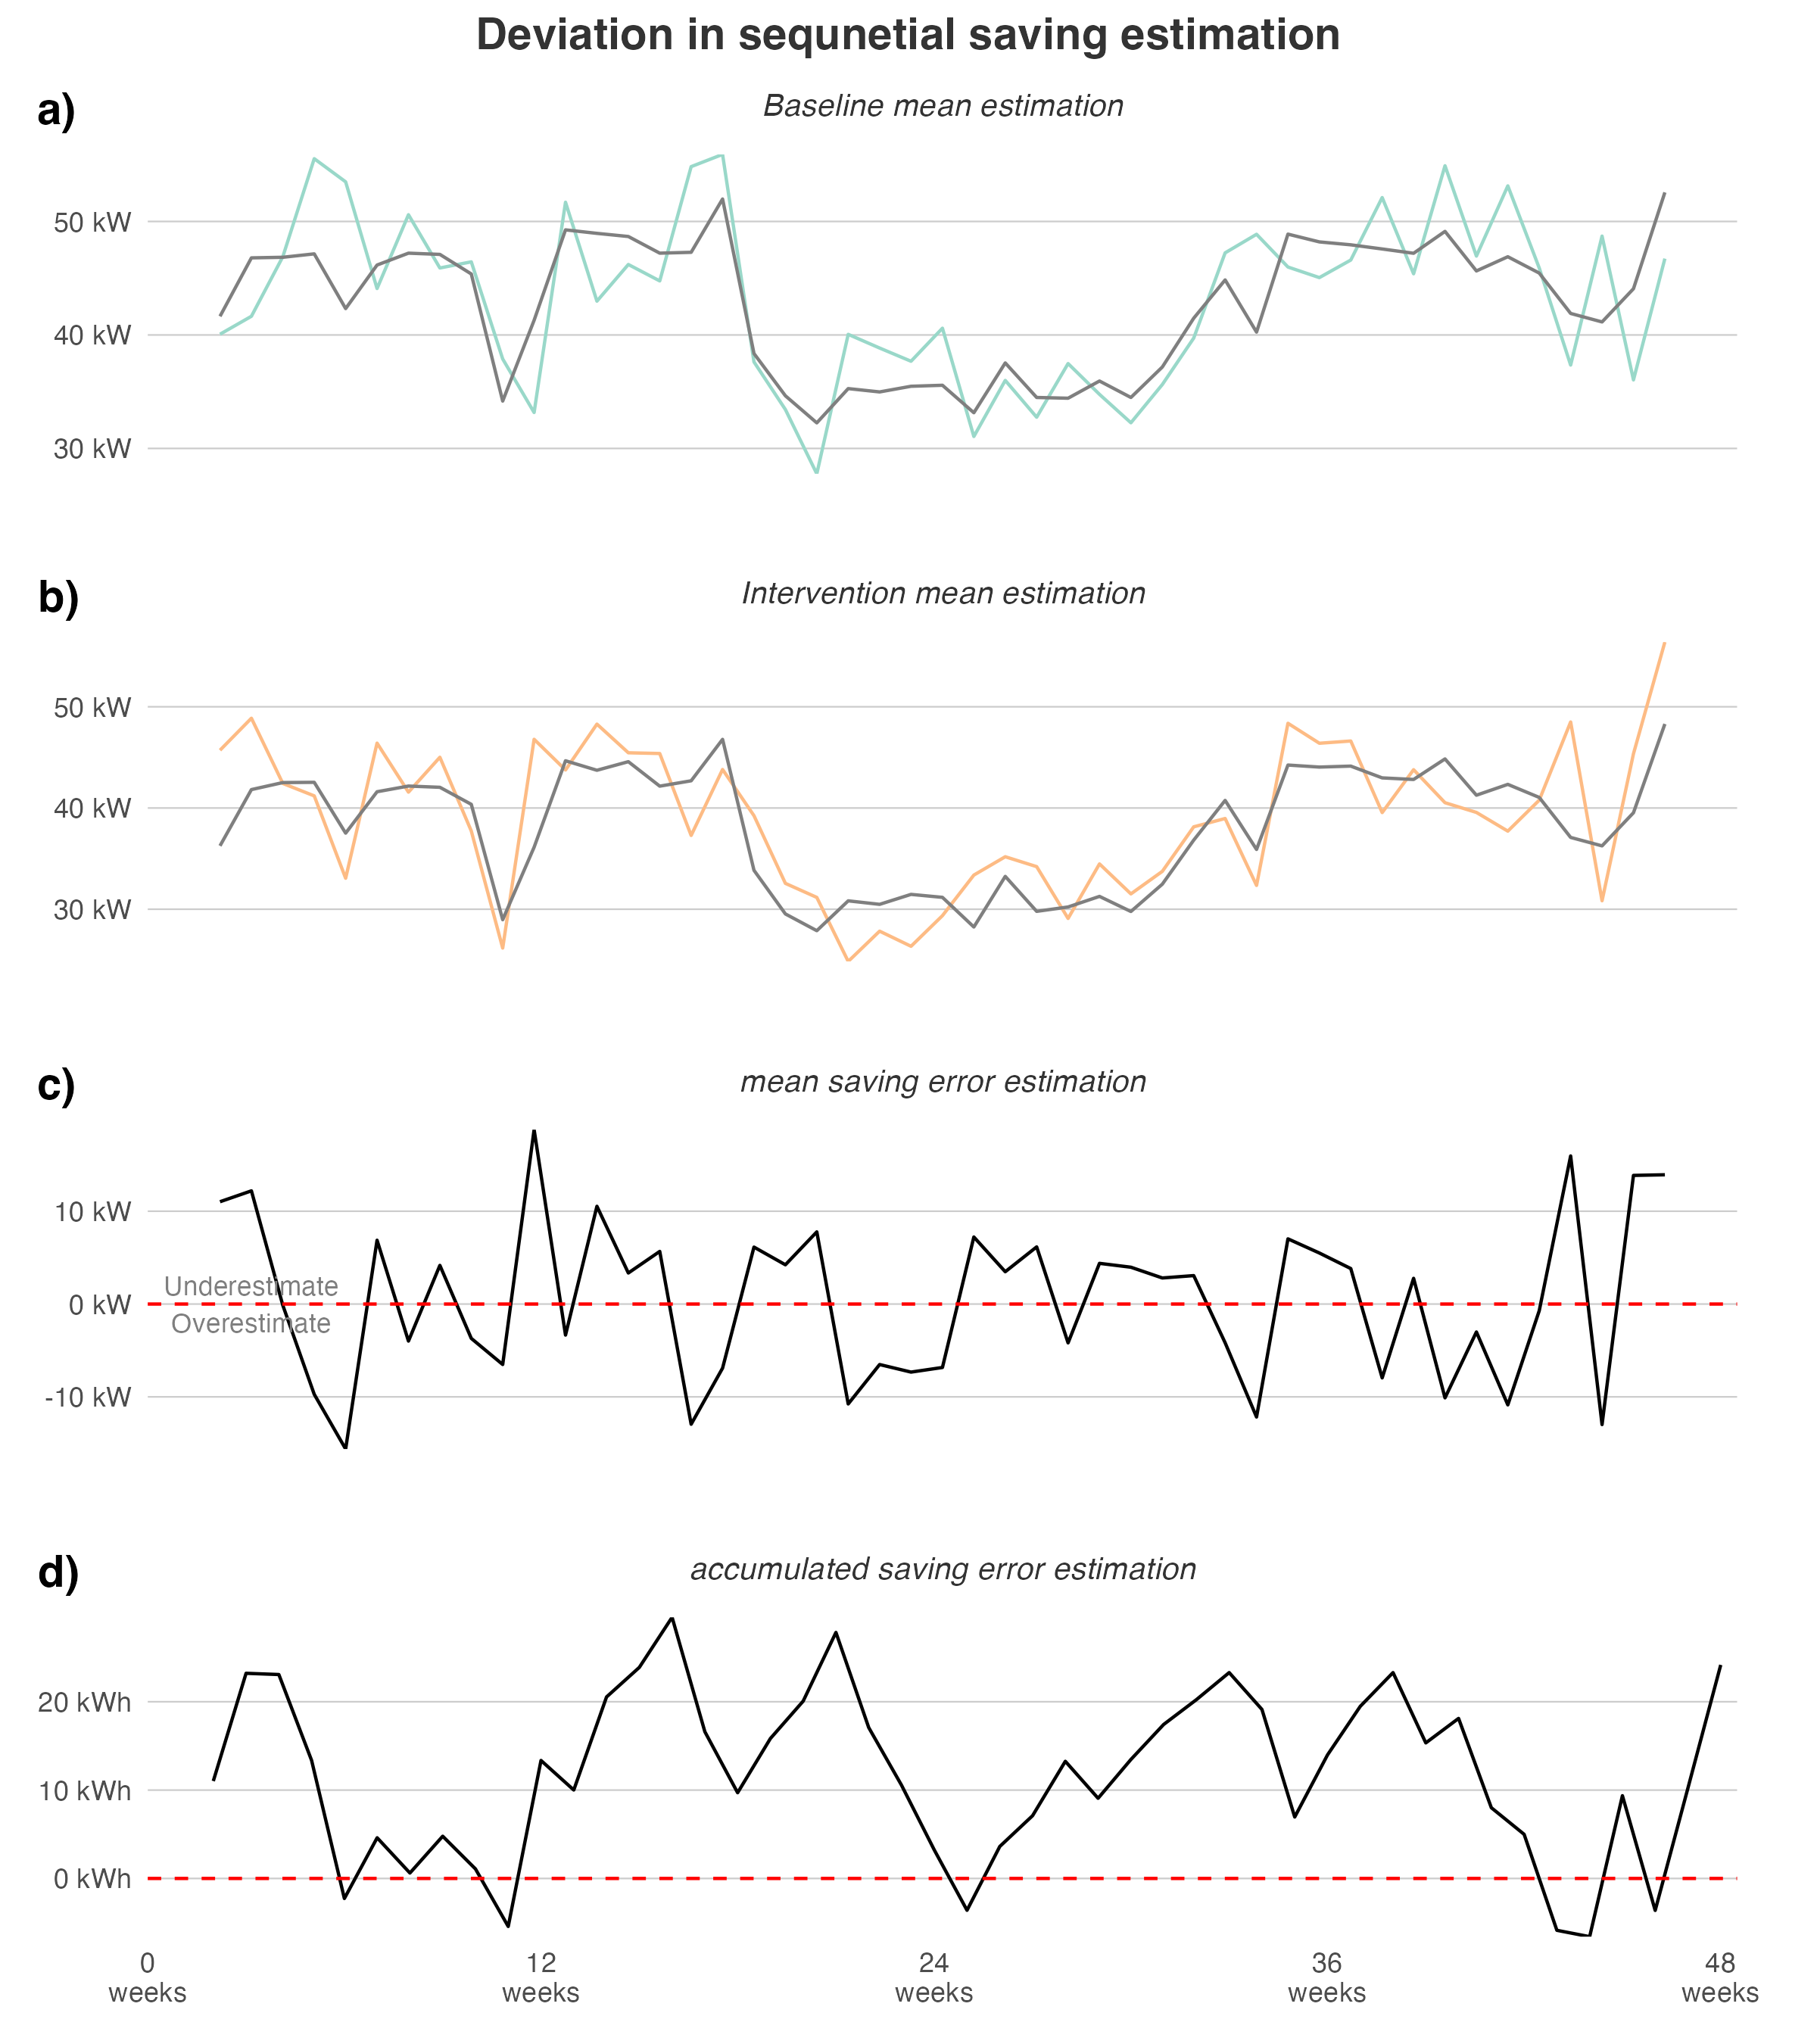 Deviation in sequnetial saving estimation
a)
Baseline mean estimation
50 kW
40 kW
30 kW
b)
Intervention mean estimation
50 kW
40 kW
30 kW
c)
mean saving error estimation
10 kW
Underestimate
0 kW
Overestimate
-10 kW
d)
accumulated saving error estimation
20 kWh
10 kWh
0 kWh
0 12 24 36 48
weeks weeks weeks weeks weeks